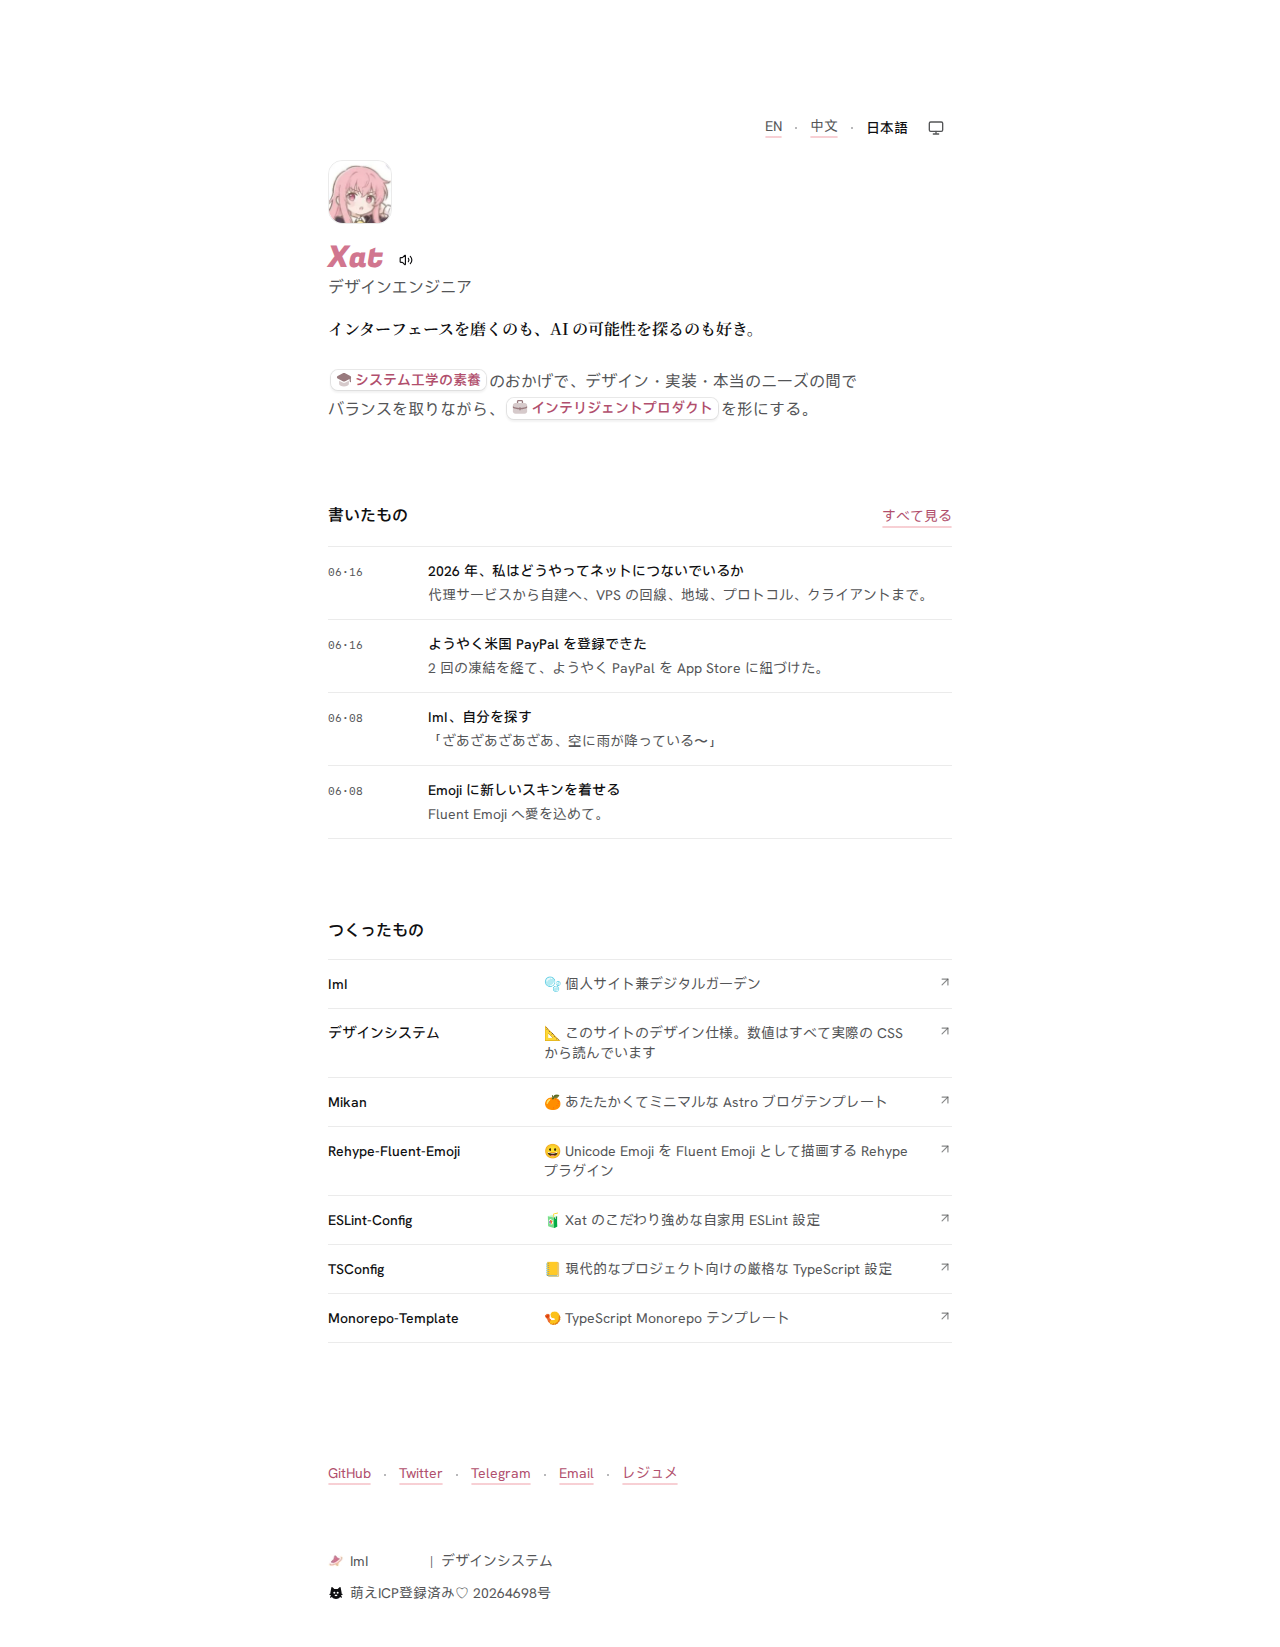 EN · 中文 · 日本語
Xat
デザインエンジニア
インターフェースを磨くのも、AI の可能性を探るのも好き。
システム工学の素養 のおかげで、デザイン・実装・本当のニーズの間で
バランスを取りながら、 インテリジェントプロダクト を形にする。
書いたもの すべて見る
06·16 2026 年、私はどうやってネットにつないでいるか
代理サービスから自建へ、VPS の回線、地域、プロトコル、クライアントまで。
06·16 ようやく米国 PayPal を登録できた
2 回の凍結を経て、ようやく PayPal を App Store に紐づけた。
06·08 ImI、自分を探す
「ざあざあざあざあ、空に雨が降っている〜」
06·08 Emoji に新しいスキンを着せる
Fluent Emoji へ愛を込めて。
つくったもの
ImI 🫧 個人サイト兼デジタルガーデン
デザインシステム 📐 このサイトのデザイン仕様。数値はすべて実際の CSS
から読んでいます
Mikan 🍊 あたたかくてミニマルな Astro ブログテンプレート
Rehype-Fluent-Emoji 😀 Unicode Emoji を Fluent Emoji として描画する Rehype
プラグイン
ESLint-Config 🧃 Xat のこだわり強めな自家用 ESLint 設定
TSConfig 📒 現代的なプロジェクト向けの厳格な TypeScript 設定
Monorepo-Template 🍤 TypeScript Monorepo テンプレート
GitHub · Twitter · Telegram · Email · レジュメ
ImI | デザインシステム
萌えICP登録済み♡ 20264698号